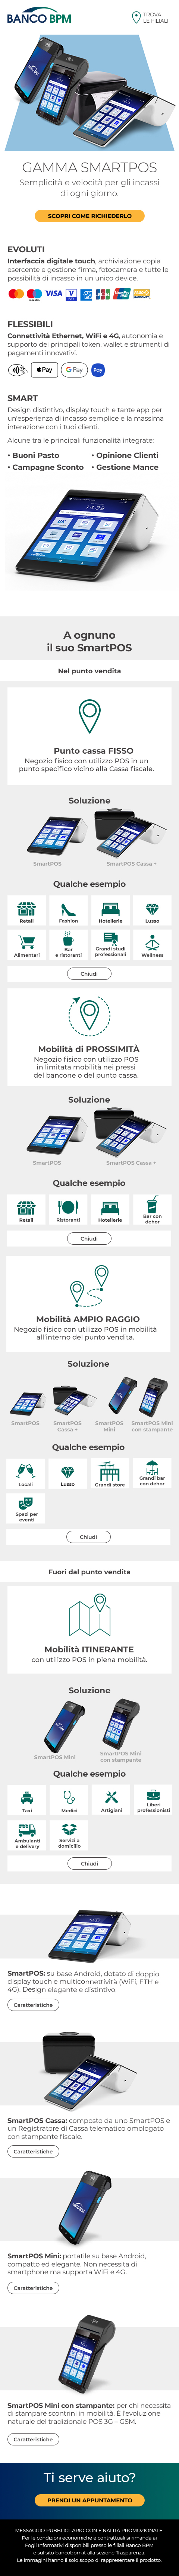 BANCO BPM
TROVA
LE FILIALI
GAMMA SMARTPOS
Semplicità e velocità per gli incassi
di ogni giorno.
SCOPRI COME RICHIEDERLO
EVOLUTI
Interfaccia digitale touch, archiviazione copia
esercente e gestione firma, fotocamera e tutte le
possibilità di incasso in un unico device.
VISA
FLESSIBILI
Connettività Ethernet, WiFi e 4G, autonomia e
supporto dei principali token, wallet e strumenti di
pagamenti innovativi.
Pay
G Pay
Pay
SMART
Design distintivo, display touch e tante app per
un'esperienza di incasso semplice e la massima
interazione con i tuoi clienti.
Alcune tra le principali funzionalità integrate:
• Buoni Pasto
• Opinione Clienti
• Campagne Sconto
• Gestione Mance
14:39
A ognuno
il suo SmartPOS
Nel punto vendita
Punto cassa FISSO
Negozio fisico con utilizzo POS in un
punto specifico vicino alla Cassa fiscale.
Soluzione
SmartPOS
SmartPOS Cassa +
Qualche esempio
Retail
Fashion
Hotellerie
Lusso
Alimentari
Bar
e ristoranti
Grandi studi
professionali
Wellness
Chiudi
Mobilità di PROSSIMITÀ
Negozio fisico con utilizzo POS
in limitata mobilità nei pressi
del bancone o del punto cassa.
Soluzione
SmartPOS
SmartPOS Cassa +
Qualche esempio
Retail
Ristoranti
Hotellerie
Bar con
dehor
Chiudi
Mobilità AMPIO RAGGIO
Negozio fisico con utilizzo POS in mobilità
all'interno del punto vendita.
Soluzione
SmartPOS
SmartPOS
Cassa +
SmartPOS
Mini
SmartPOS Mini
con stampante
Qualche esempio
Locali
Lusso
Grandi store
Grandi bar
con dehor
Spazi per
eventi
Chiudi
Fuori dal punto vendita
Mobilità ITINERANTE
con utilizzo POS in piena mobilità.
Soluzione
SmartPOS Mini
SmartPOS Mini
con stampante
Qualche esempio
Taxi
Medici
Artigiani
Liberi
professionisti
Ambulanti
e delivery
Servizi a
domicilio
Chiudi
SmartPOS: su base Android, dotato di doppio
display touch e multiconnettività (WiFi, ETH e
4G). Design elegante e distintivo.
Caratteristiche
SmartPOS Cassa: composto da uno SmartPOS e
un Registratore di Cassa telematico omologato
con stampante fiscale.
Caratteristiche
SmartPOS Mini: portatile su base Android,
compatto ed elegante. Non necessita di
smartphone ma supporta WiFi e 4G.
Caratteristiche
SmartPOS Mini con stampante: per chi necessita
di stampare scontrini in mobilità. È l'evoluzione
naturale del tradizionale POS 3G – GSM.
Caratteristiche
Ti serve aiuto?
PRENDI UN APPUNTAMENTO
MESSAGGIO PUBBLICITARIO CON FINALITÀ PROMOZIONALE.
Per le condizioni economiche e contrattuali si rimanda ai
Fogli Informativi disponibili presso le filiali Banco BPM
e sul sito bancobpm.it alla sezione Trasparenza.
Le immagini hanno il solo scopo di rappresentare il prodotto.